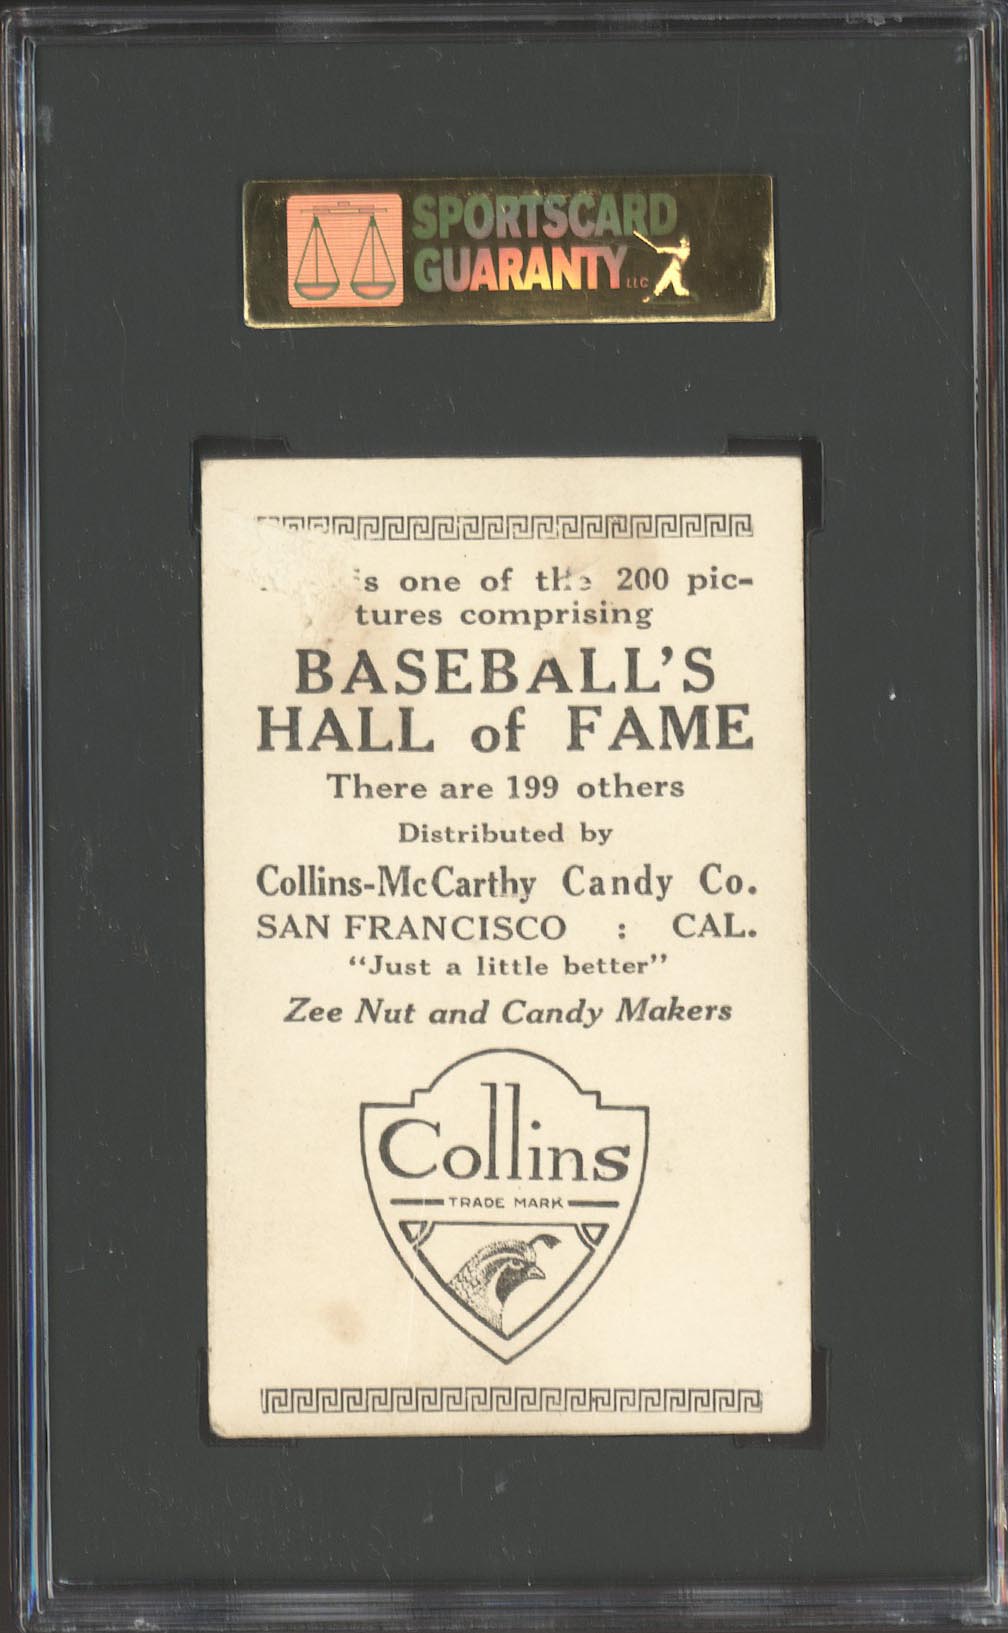 SPORTSCARD
GUARANTY LLC
is one of the 200 pic-
tures comprising
BASEBALL'S
HALL of FAME
There are 199 others
Distributed by
Collins-McCarthy Candy Co.
SAN FRANCISCO : CAL.
"Just a little better"
Zee Nut and Candy Makers
Collins
TRADE MARK